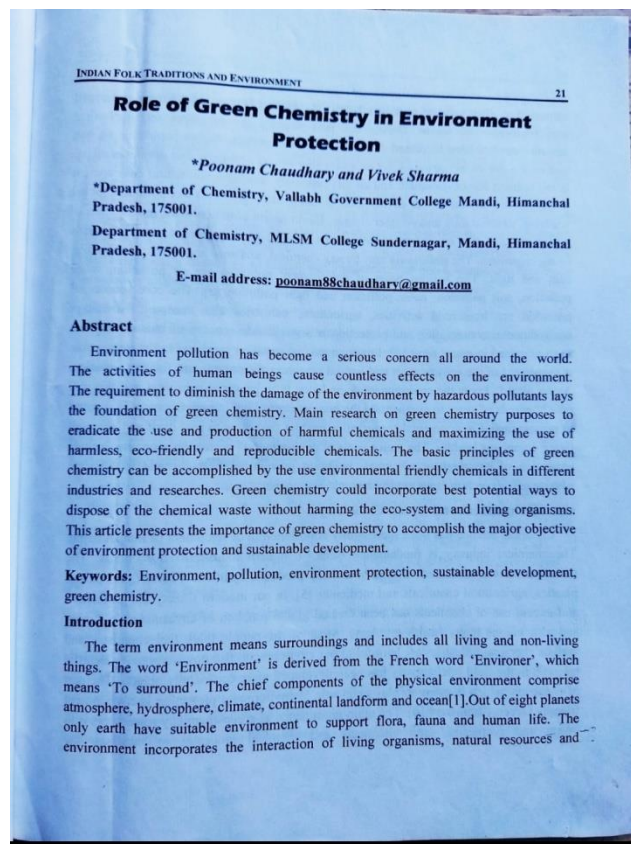 INDIAN FOLK TRADITIONS AND ENVIRONMENT
21
Role of Green Chemistry in Environment
Protection
*Poonam Chaudhary and Vivek Sharma
*Department of Chemistry, Vallabh Government College Mandi, Himanchal
Pradesh, 175001.
Department of Chemistry, MLSM College Sundernagar, Mandi, Himanchal
Pradesh, 175001.
E-mail address: poonam88chaudhary@gmail.com
Abstract
Environment pollution has become a serious concern all around the world.
The activities of human beings cause countless effects on the environment.
The requirement to diminish the damage of the environment by hazardous pollutants lays
the foundation of green chemistry. Main research on green chemistry purposes to
eradicate the use and production of harmful chemicals and maximizing the use of
harmless, eco-friendly and reproducible chemicals. The basic principles of green
chemistry can be accomplished by the use environmental friendly chemicals in different
industries and researches. Green chemistry could incorporate best potential ways to
dispose of the chemical waste without harming the eco-system and living organisms.
This article presents the importance of green chemistry to accomplish the major objective
of environment protection and sustainable development.
Keywords: Environment, pollution, environment protection, sustainable development,
green chemistry.
Introduction
The term environment means surroundings and includes all living and non-living
things. The word ‘Environment’ is derived from the French word ‘Environer’, which
means ‘To surround’. The chief components of the physical environment comprise
atmosphere, hydrosphere, climate, continental landform and ocean[1].Out of eight planets
only earth have suitable environment to support flora, fauna and human life. The
environment incorporates the interaction of living organisms, natural resources and